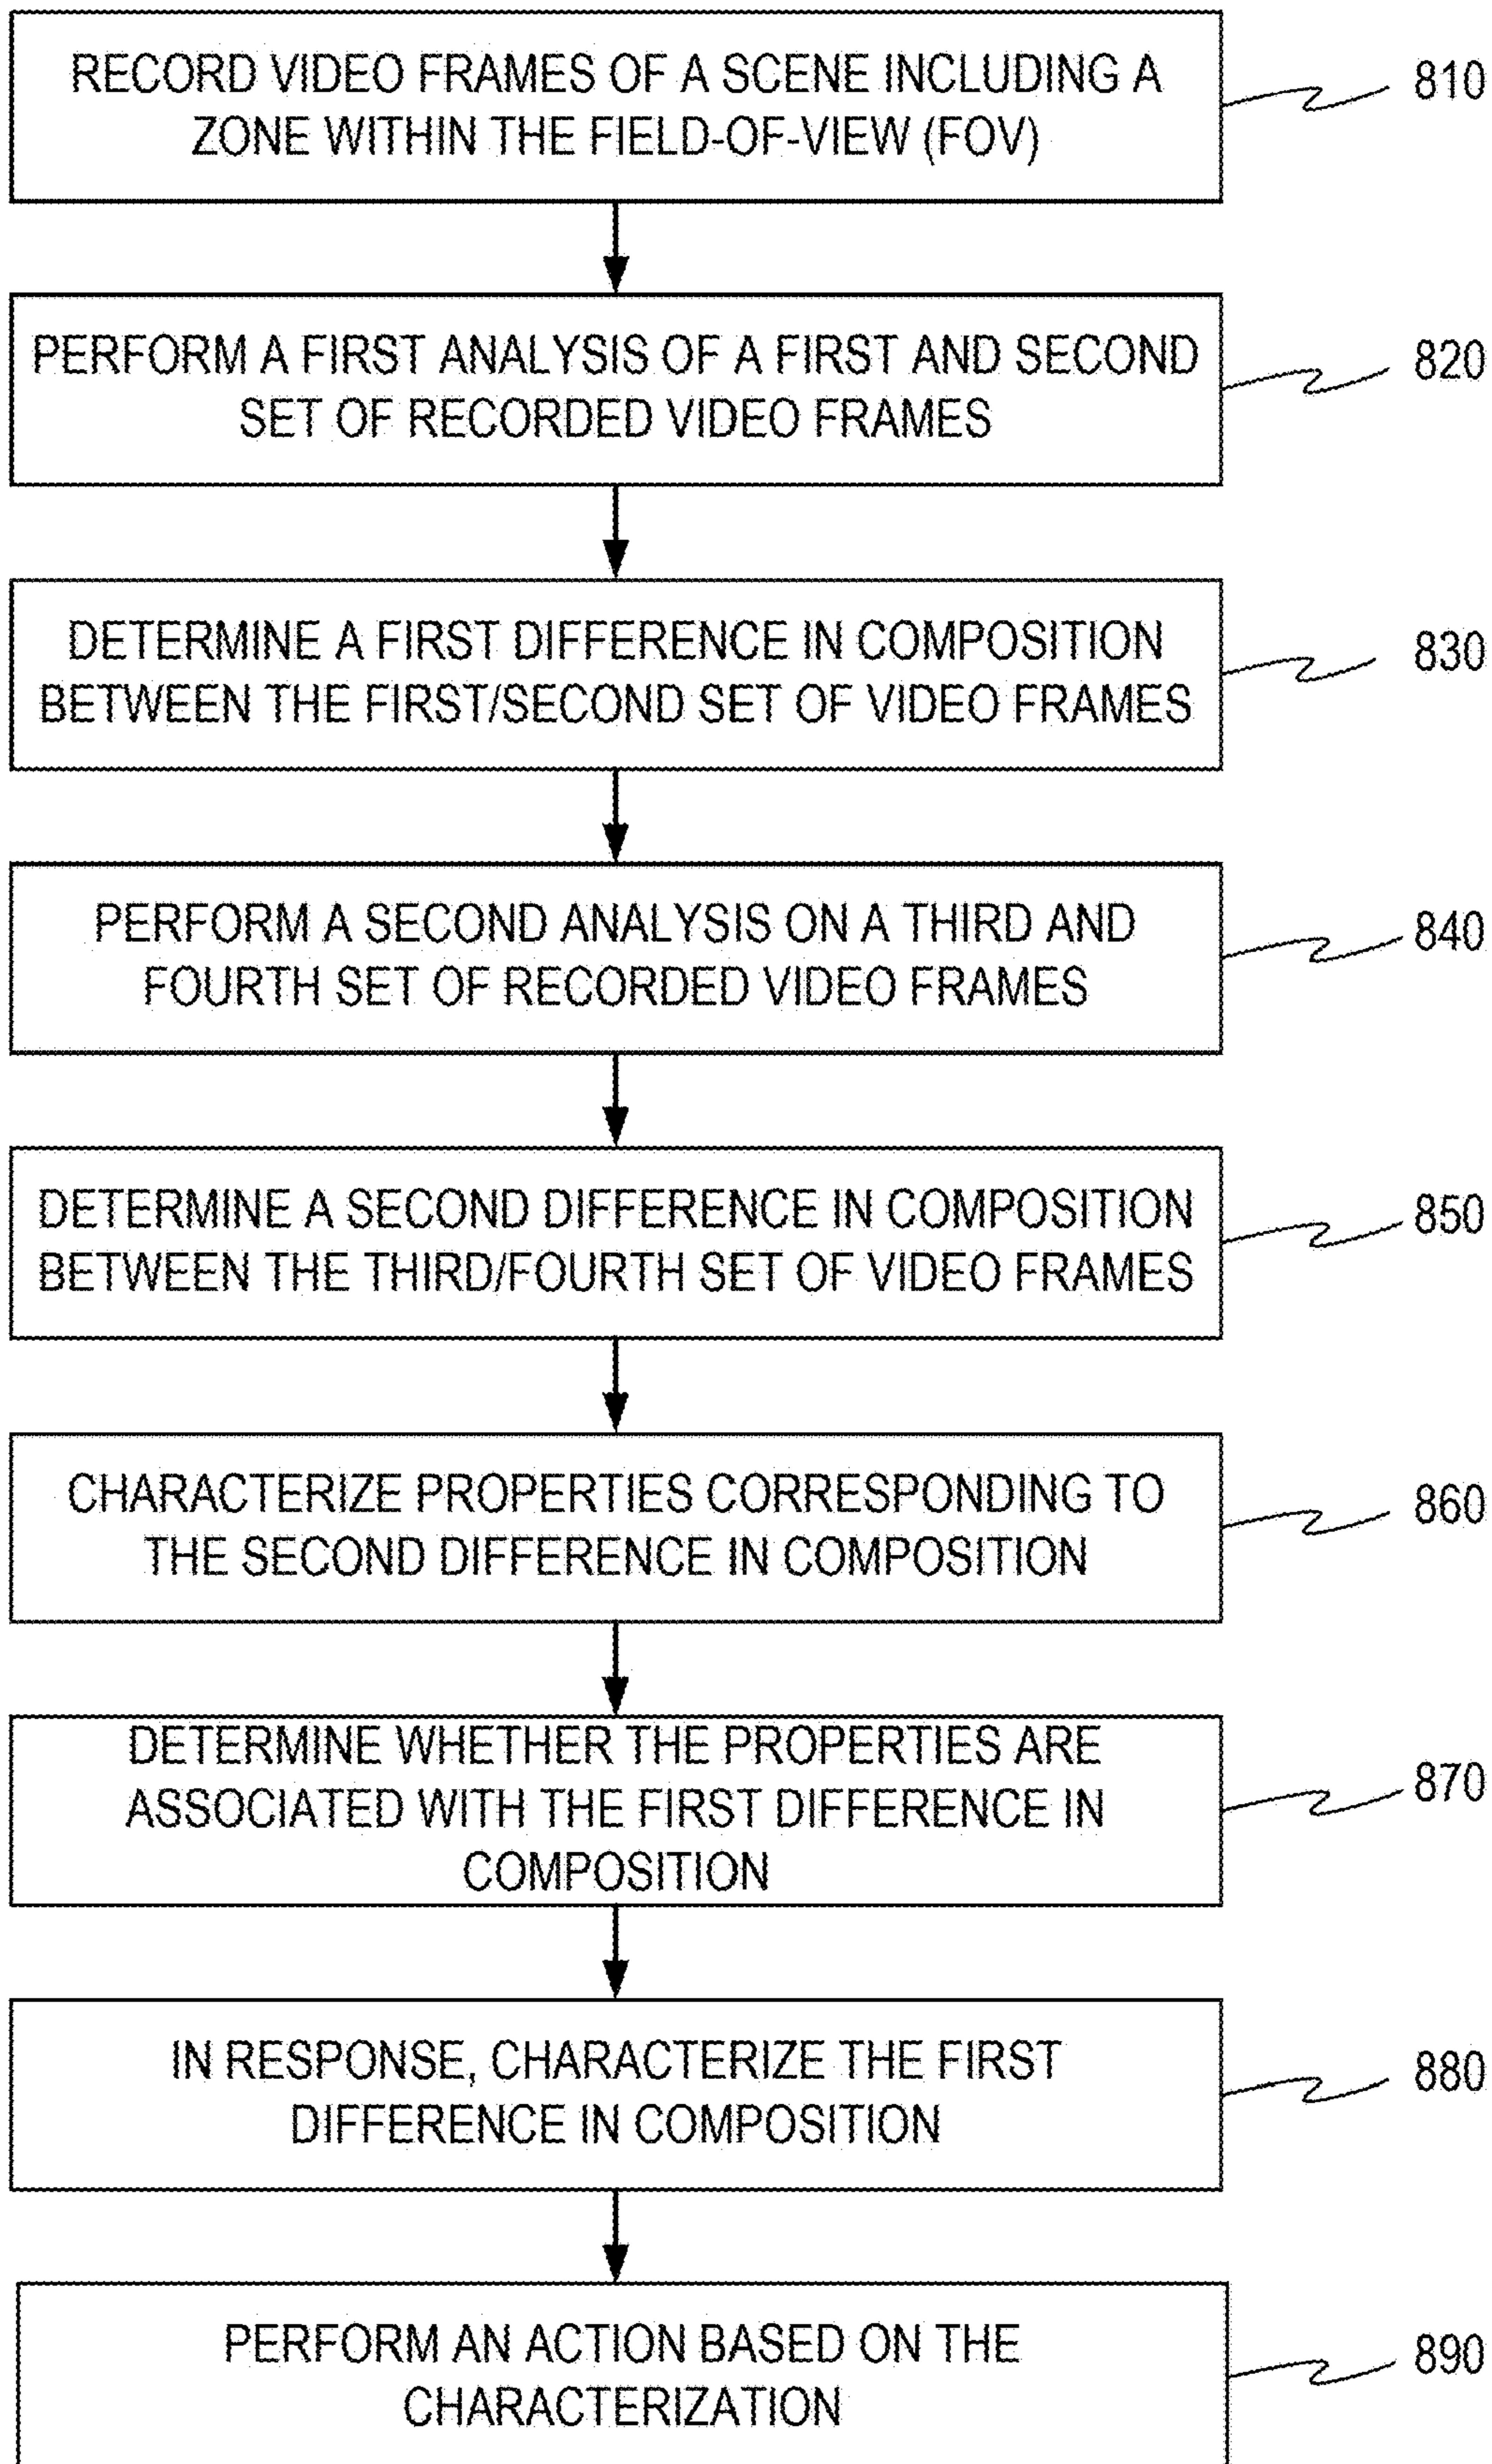 RECORD VIDEO FRAMES OF A SCENE INCLUDING A
ZONE WITHIN THE FIELD-OF-VIEW (FOV)
810
PERFORM A FIRST ANALYSIS OF A FIRST AND SECOND
SET OF RECORDED VIDEO FRAMES
820
DETERMINE A FIRST DIFFERENCE IN COMPOSITION
BETWEEN THE FIRST/SECOND SET OF VIDEO FRAMES
830
PERFORM A SECOND ANALYSIS ON A THIRD AND
FOURTH SET OF RECORDED VIDEO FRAMES
840
DETERMINE A SECOND DIFFERENCE IN COMPOSITION
BETWEEN THE THIRD/FOURTH SET OF VIDEO FRAMES
850
CHARACTERIZE PROPERTIES CORRESPONDING TO
THE SECOND DIFFERENCE IN COMPOSITION
860
DETERMINE WHETHER THE PROPERTIES ARE
ASSOCIATED WITH THE FIRST DIFFERENCE IN
COMPOSITION
870
IN RESPONSE, CHARACTERIZE THE FIRST
DIFFERENCE IN COMPOSITION
880
PERFORM AN ACTION BASED ON THE
CHARACTERIZATION
890